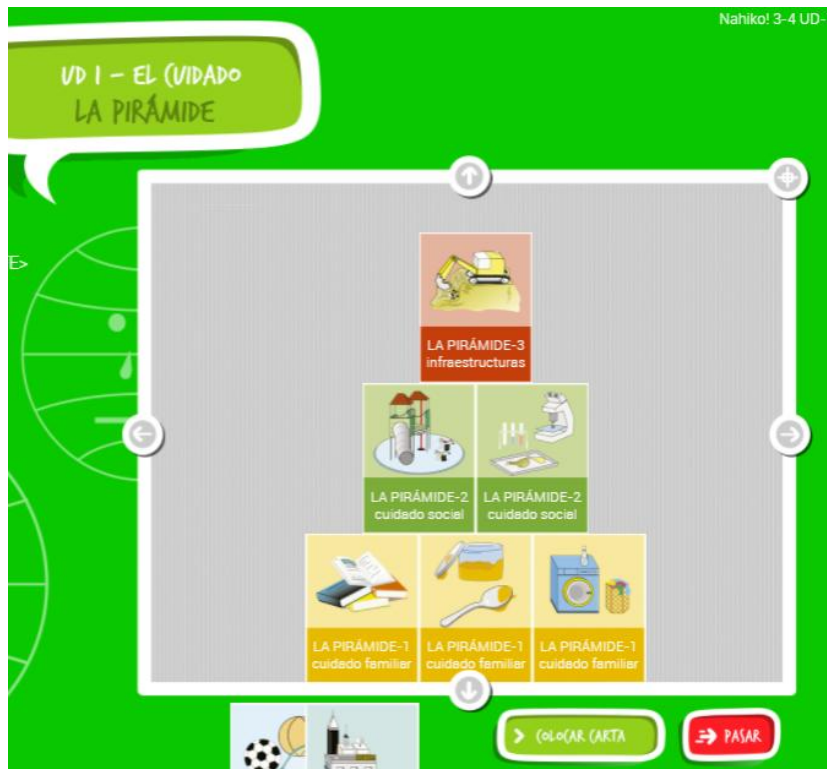 Nahiko! 3-4 UD-
UD 1 – EL CUIDADO
LA PIRÁMIDE
E>
LA PIRÁMIDE-3
infraestructuras
LA PIRÁMIDE-2
cuidado social
LA PIRÁMIDE-2
cuidado social
LA PIRÁMIDE-1
cuidado familiar
LA PIRÁMIDE-1
cuidado familiar
LA PIRÁMIDE-1
cuidado familiar
> COLOCAR CARTA
PASAR